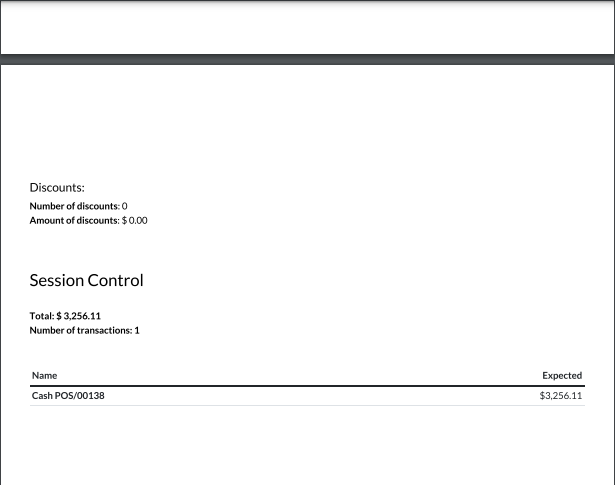 Discounts:
Number of discounts: 0
Amount of discounts: $ 0.00
Session Control
Total: $ 3,256.11
Number of transactions: 1
Name Expected
Cash POS/00138 $3,256.11